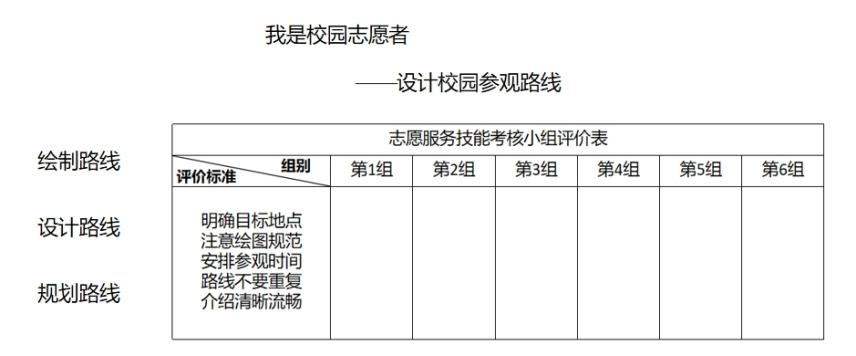 我是校园志愿者
——设计校园参观路线
绘制路线
设计路线
规划路线
志愿服务技能考核小组评价表
组别
评价标准
第1组
第2组
第3组
第4组
第5组
第6组
明确目标地点
注意绘图规范
安排参观时间
路线不要重复
介绍清晰流畅